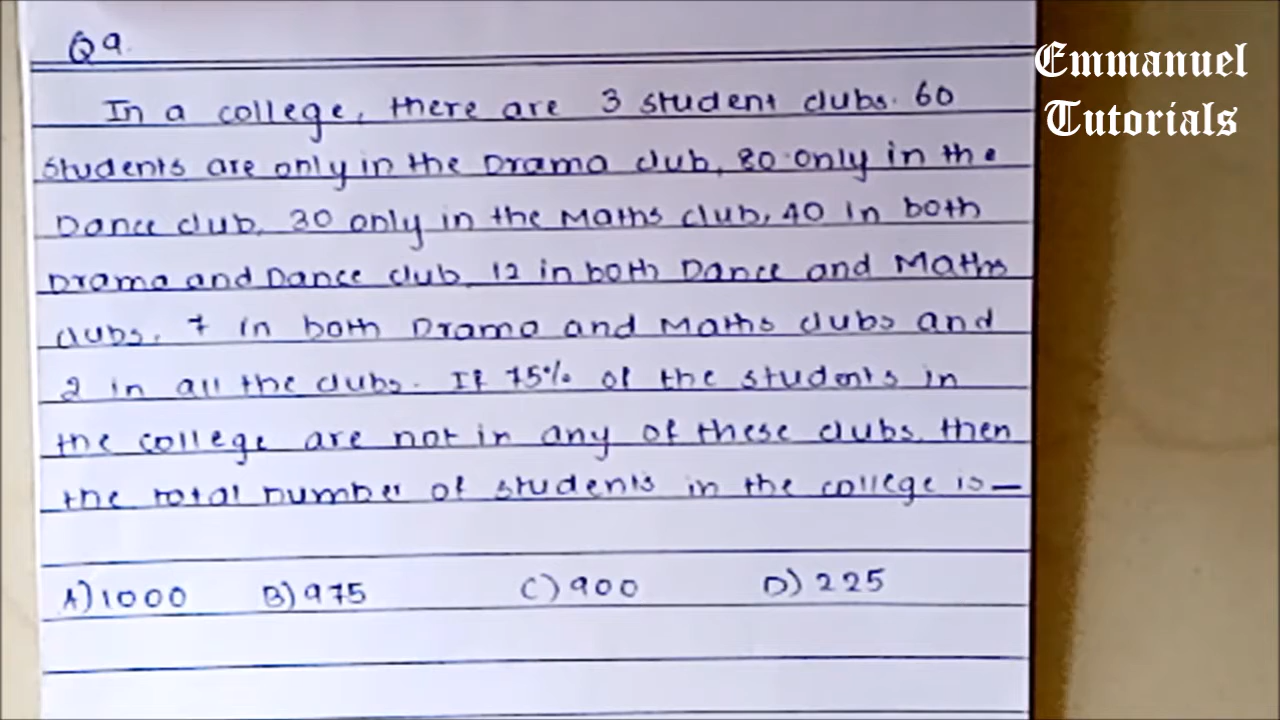 Q 9.
In a college, there are 3 student clubs. 60
students are only in the Drama club, 80 only in the
Dance club, 30 only in the Maths club, 40 in both
Drama and Dance club, 12 in both Dance and Maths
clubs, 7 in both Drama and Maths clubs and
2 in all the clubs. If 75% of the students in
the college are not in any of these clubs, then
the total number of students in the college is —
A) 1000 B) 975 C) 900 D) 225
Emmanuel
Tutorials